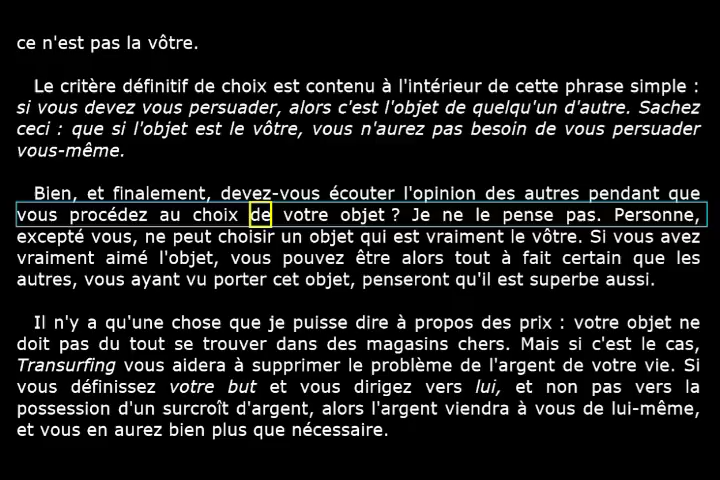 ce n'est pas la vôtre.
Le critère définitif de choix est contenu à l'intérieur de cette phrase simple :
si vous devez vous persuader, alors c'est l'objet de quelqu'un d'autre. Sachez
ceci : que si l'objet est le vôtre, vous n'aurez pas besoin de vous persuader
vous-même.
Bien, et finalement, devez-vous écouter l'opinion des autres pendant que
vous procédez au choix de votre objet ? Je ne le pense pas. Personne,
excepté vous, ne peut choisir un objet qui est vraiment le vôtre. Si vous avez
vraiment aimé l'objet, vous pouvez être alors tout à fait certain que les
autres, vous ayant vu porter cet objet, penseront qu'il est superbe aussi.
Il n'y a qu'une chose que je puisse dire à propos des prix : votre objet ne
doit pas du tout se trouver dans des magasins chers. Mais si c'est le cas,
Transurfing vous aidera à supprimer le problème de l'argent de votre vie. Si
vous définissez votre but et vous dirigez vers lui, et non pas vers la
possession d'un surcroît d'argent, alors l'argent viendra à vous de lui-même,
et vous en aurez bien plus que nécessaire.